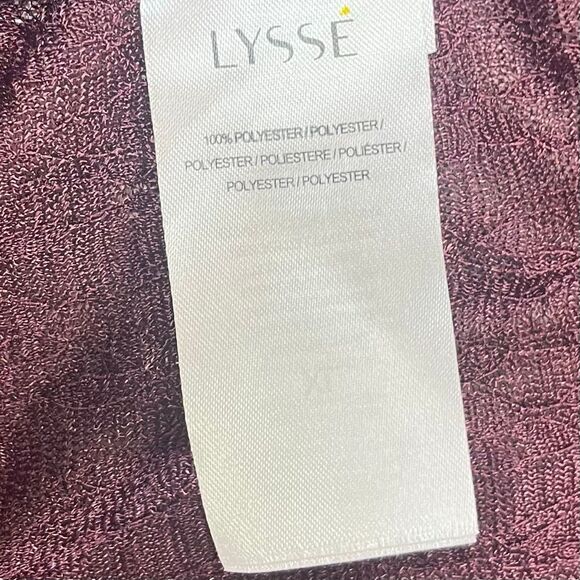 LYSSÉ
100% POLYESTER / POLYESTER /
POLYESTER / POLIESTERE / POLIÉSTER /
POLYESTER / POLYESTER